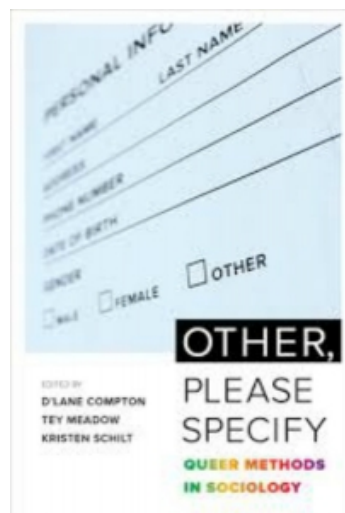 PERSONAL INFO
LAST NAME
FIRST NAME
ADDRESS
PHONE NUMBER
DATE OF BIRTH
GENDER
MALE
FEMALE
OTHER
OTHER,
PLEASE
SPECIFY
QUEER METHODS
IN SOCIOLOGY
EDITED BY
D'LANE COMPTON
TEY MEADOW
KRISTEN SCHILT